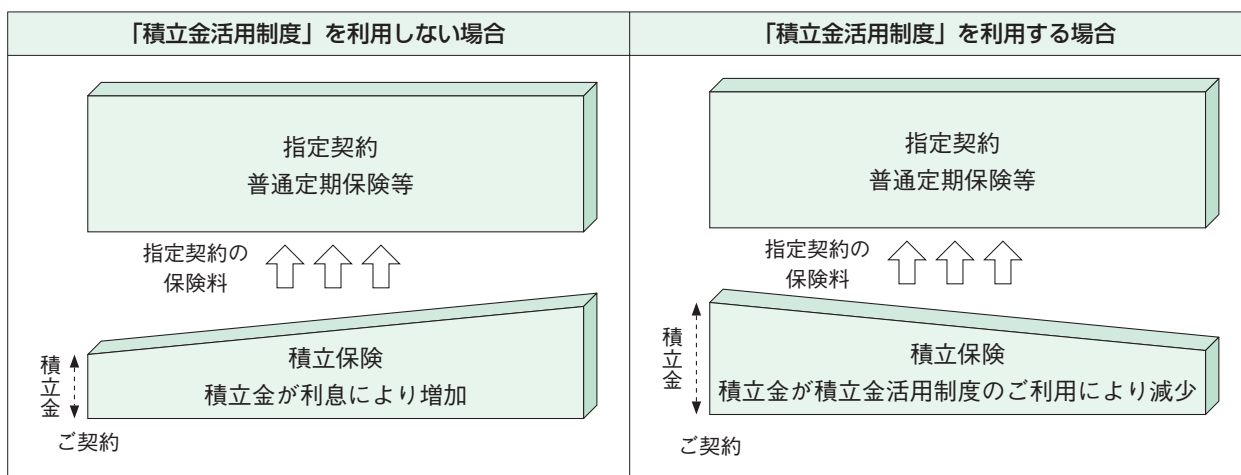 「積立金活用制度」を利用しない場合
指定契約
普通定期保険等
指定契約の
保険料
積立金
積立保険
積立金が利息により増加
ご契約
「積立金活用制度」を利用する場合
指定契約
普通定期保険等
指定契約の
保険料
積立金
積立保険
積立金が積立金活用制度のご利用により減少
ご契約